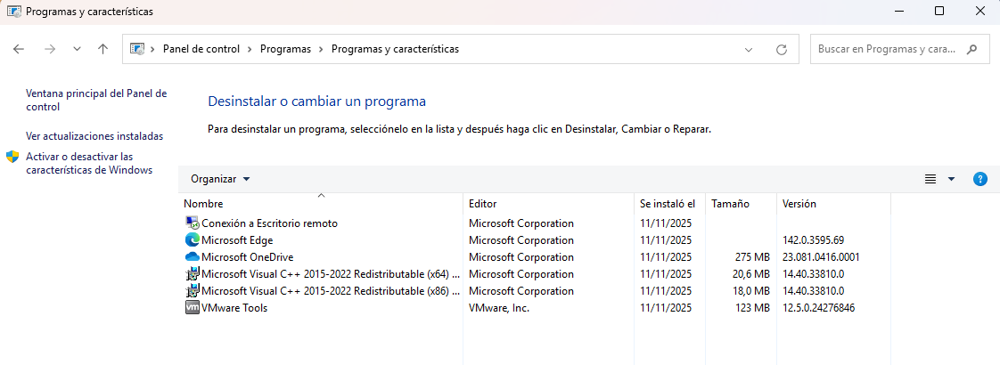 Programas y características
Panel de control > Programas > Programas y características
Buscar en Programas y cara...
Ventana principal del Panel de
control
Ver actualizaciones instaladas
Activar o desactivar las
características de Windows
Desinstalar o cambiar un programa
Para desinstalar un programa, selecciónelo en la lista y después haga clic en Desinstalar, Cambiar o Reparar.
Organizar
Nombre Editor Se instaló el Tamaño Versión
Conexión a Escritorio remoto Microsoft Corporation 11/11/2025
Microsoft Edge Microsoft Corporation 11/11/2025 142.0.3595.69
Microsoft OneDrive Microsoft Corporation 11/11/2025 275 MB 23.081.0416.0001
Microsoft Visual C++ 2015-2022 Redistributable (x64) ... Microsoft Corporation 11/11/2025 20,6 MB 14.40.33810.0
Microsoft Visual C++ 2015-2022 Redistributable (x86) ... Microsoft Corporation 11/11/2025 18,0 MB 14.40.33810.0
vm VMware Tools VMware, Inc. 11/11/2025 123 MB 12.5.0.24276846